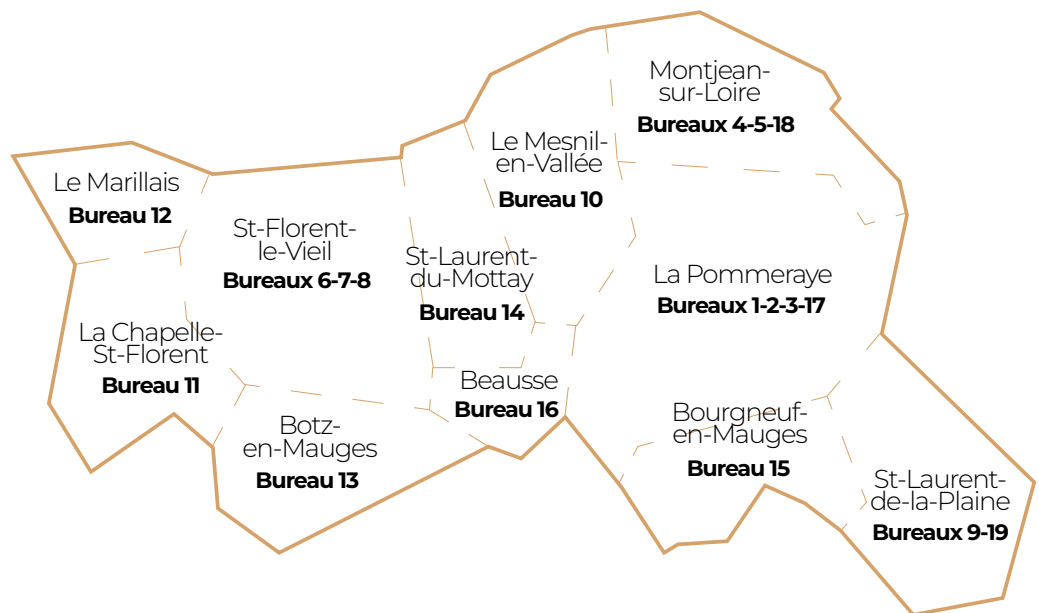 Montjean-
sur-Loire
Bureaux 4-5-18
Le Mesnil-
en-Vallée
Bureau 10
Le Marillais
Bureau 12
St-Florent-
le-Vieil
Bureaux 6-7-8
St-Laurent-
du-Mottay
Bureau 14
La Pommeraye
Bureaux 1-2-3-17
La Chapelle-
St-Florent
Bureau 11
Beausse
Bureau 16
Botz-
en-Mauges
Bureau 13
Bourgneuf-
en-Mauges
Bureau 15
St-Laurent-
de-la-Plaine
Bureaux 9-19